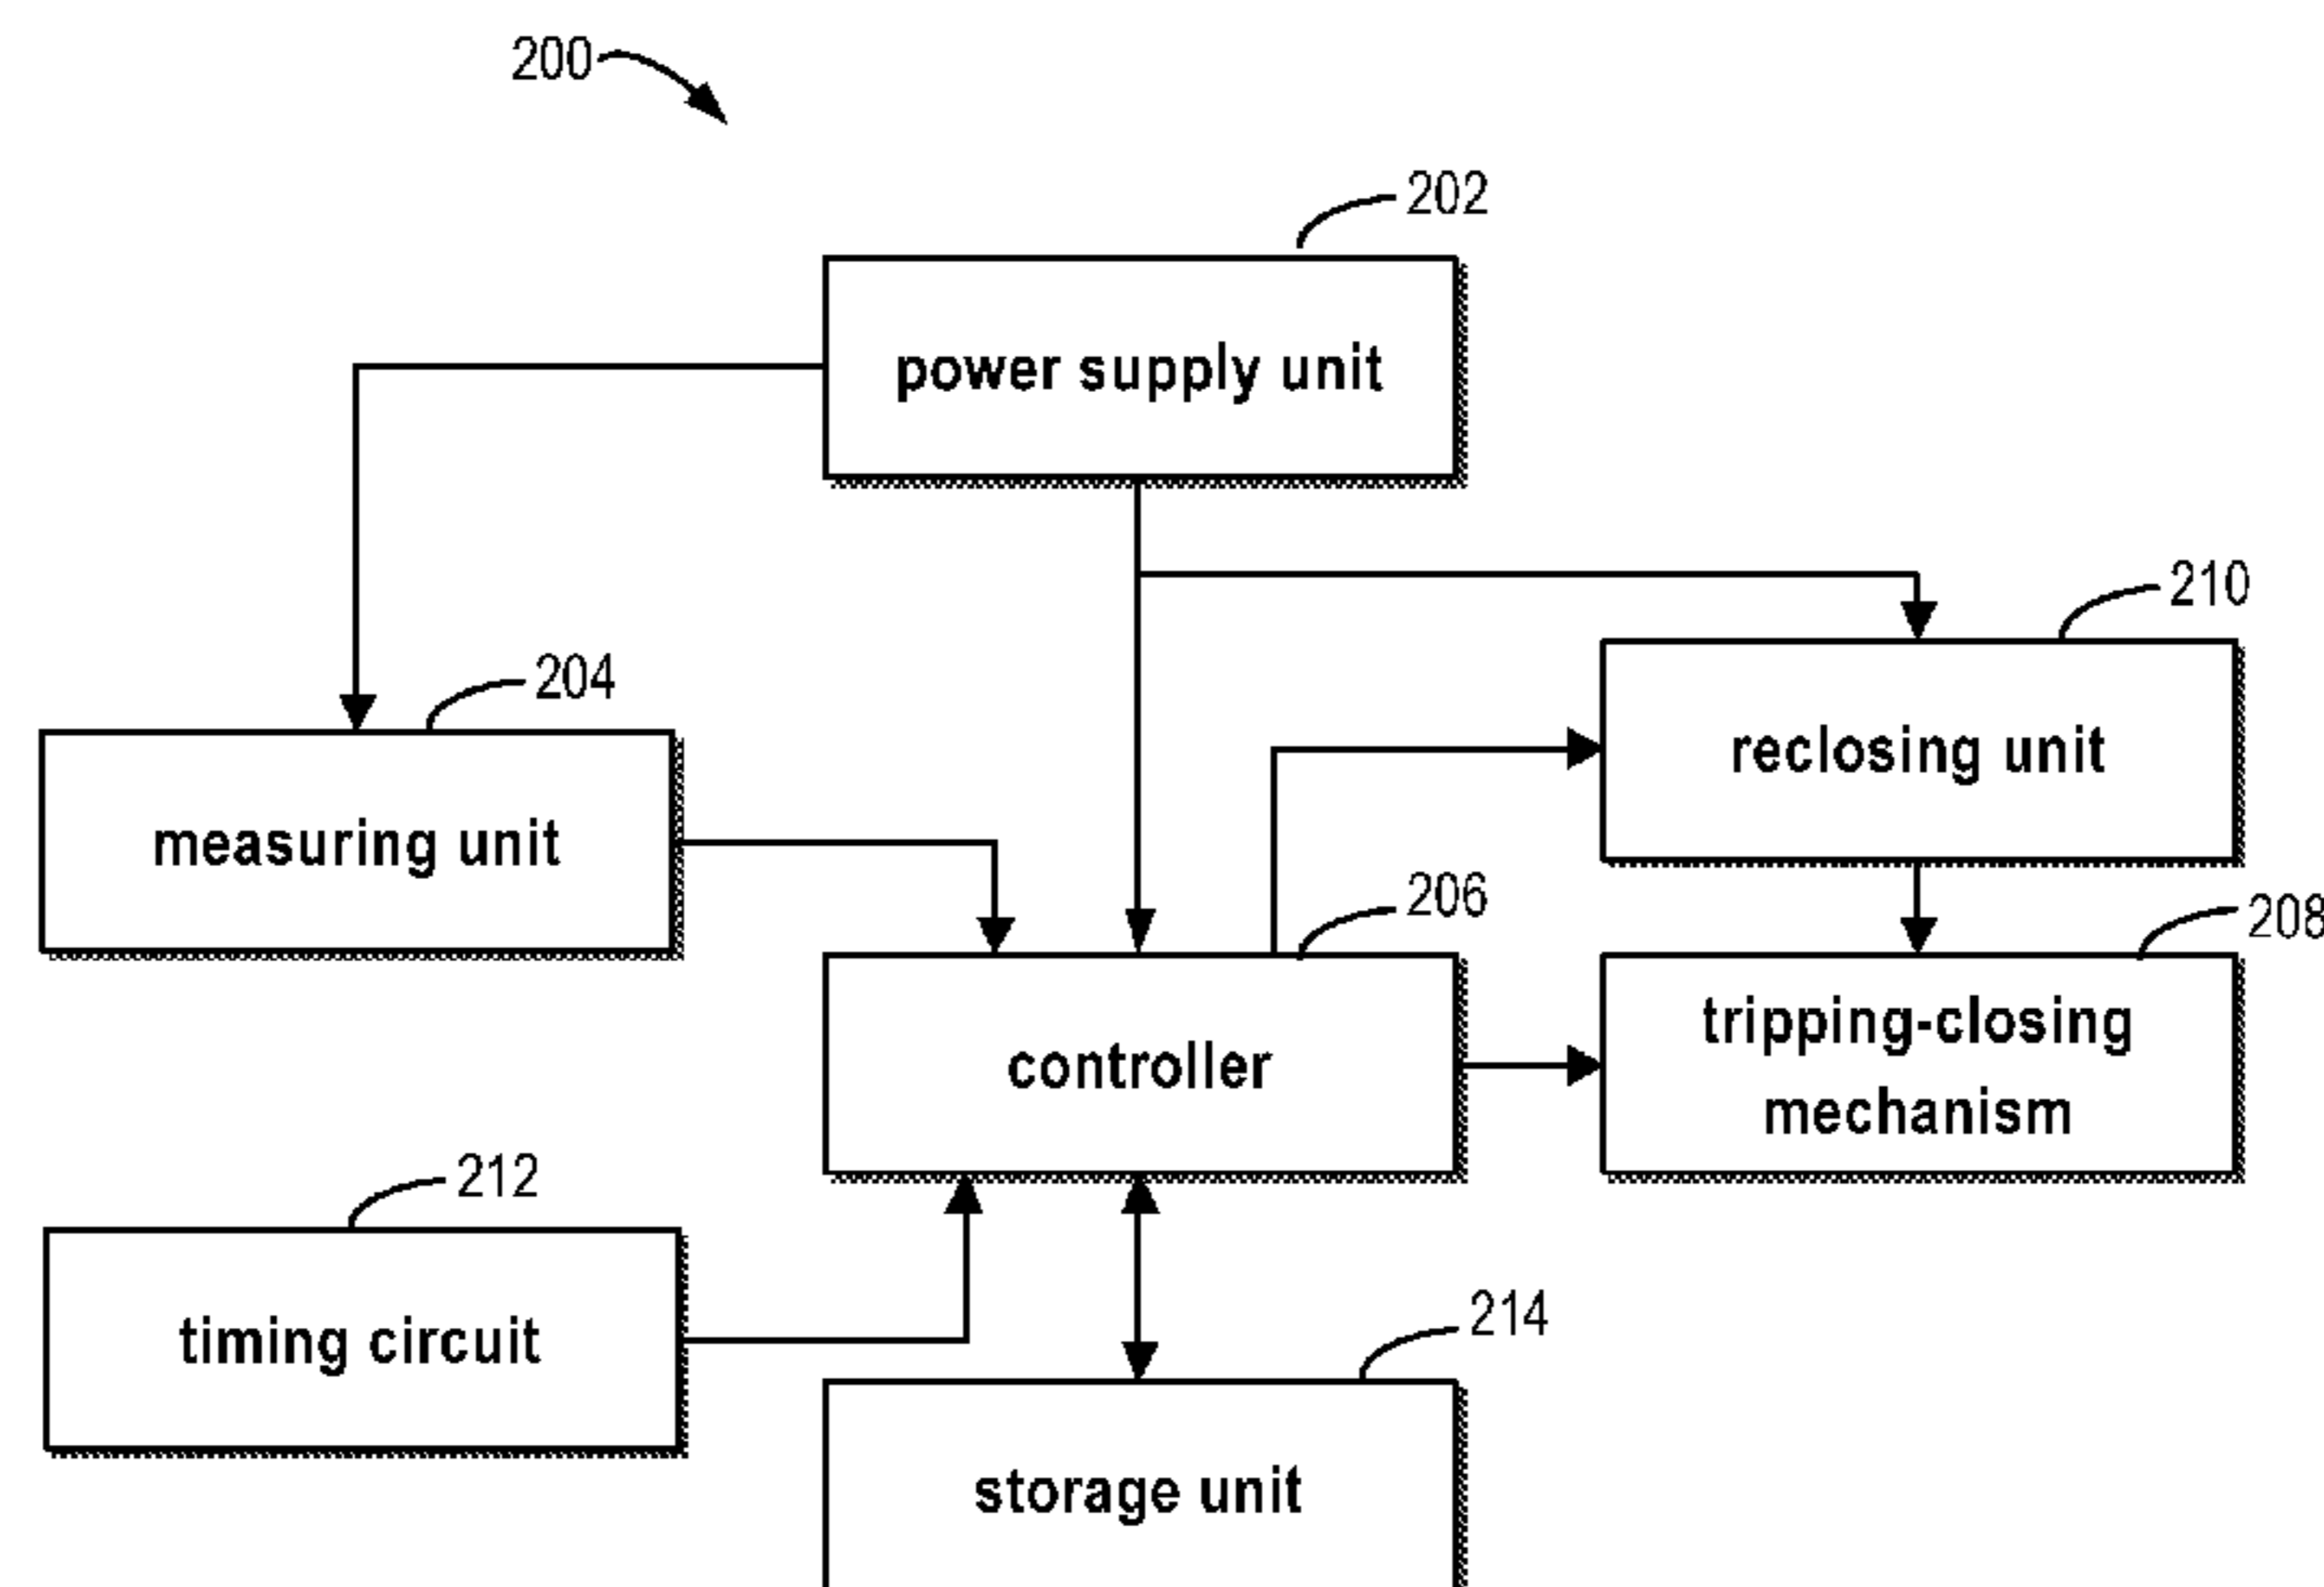 200
202
power supply unit
210
204
reclosing unit
measuring unit
206
208
tripping-closing
mechanism
controller
212
214
timing circuit
storage unit